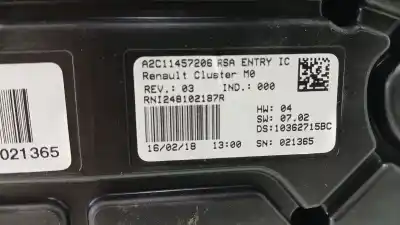 A2C11457206 RSA ENTRY IC
Renault Cluster M0
REV.: 03 IND.: 000
RNI248102187R
HW: 04
SW: 07.02
DS:10362715BC
16/02/18 13:00 SN: 021365
021365